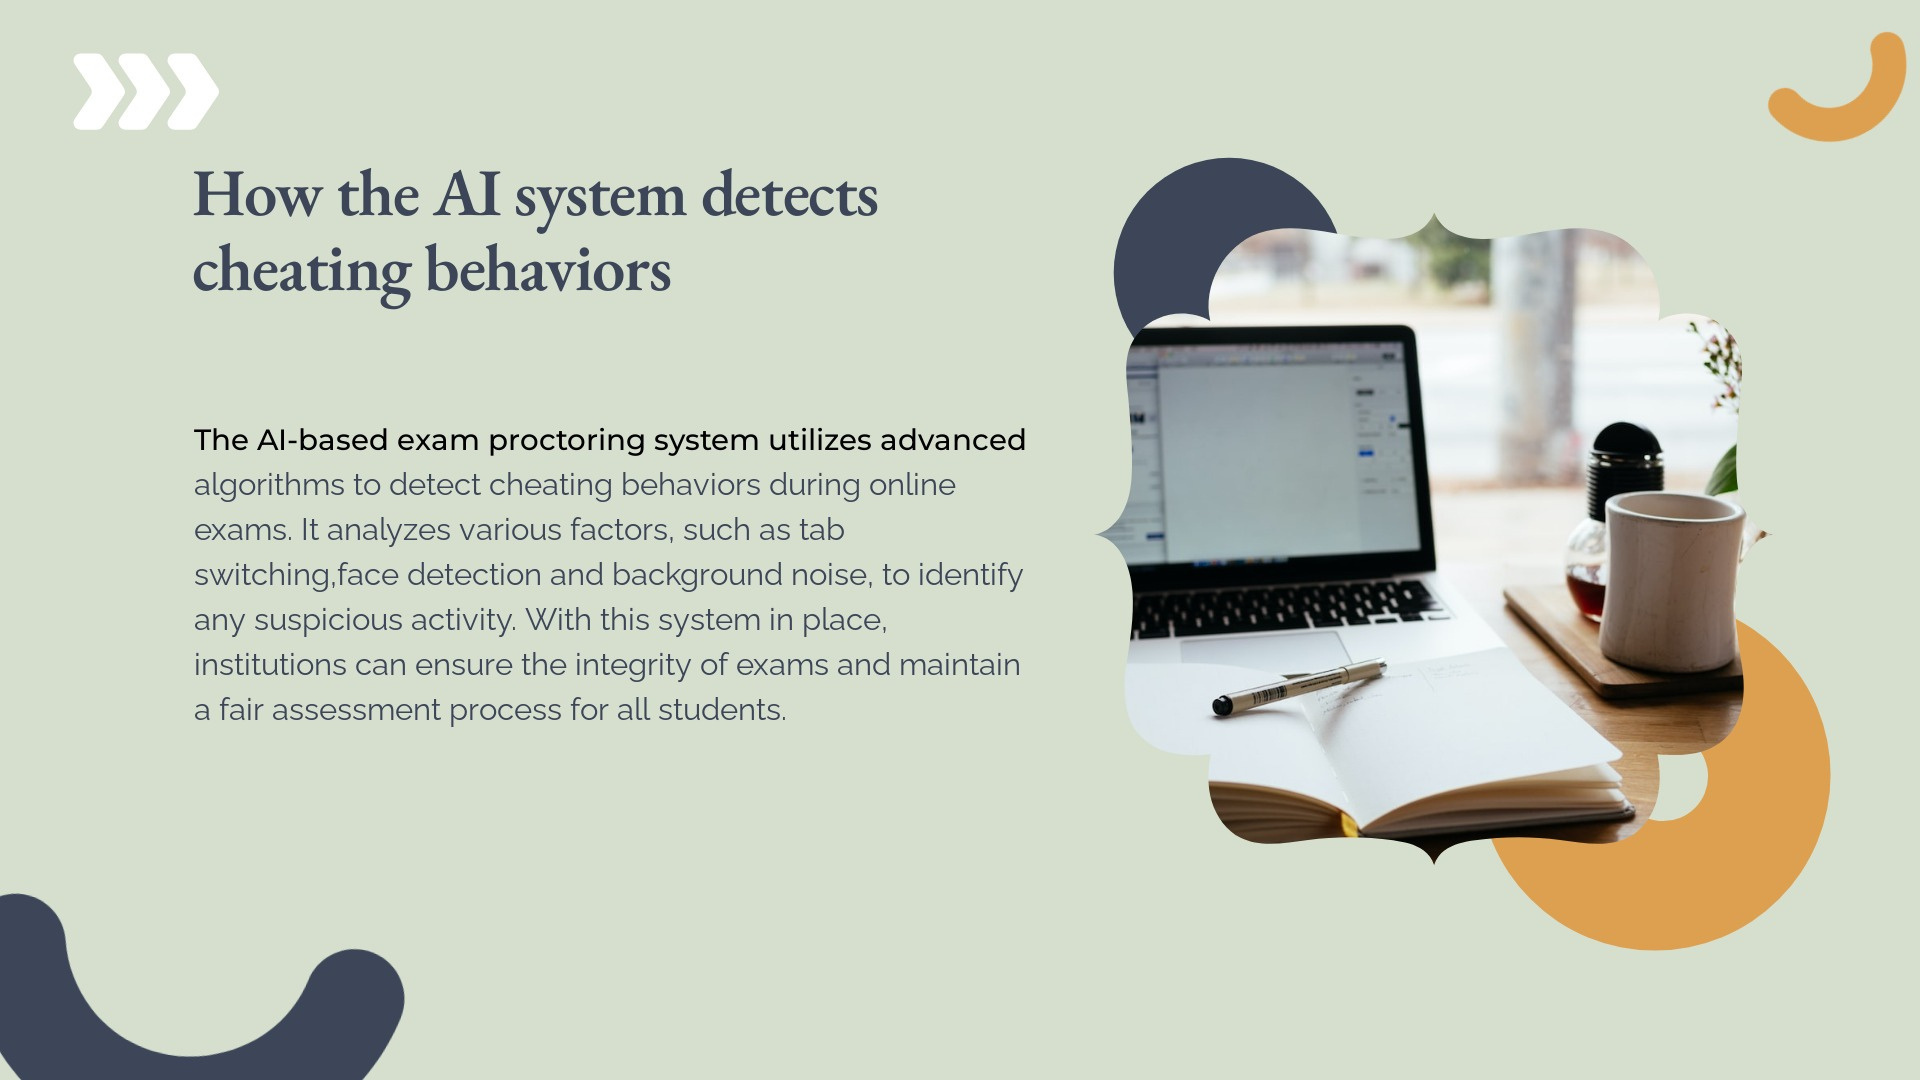 How the AI system detects
cheating behaviors
The AI-based exam proctoring system utilizes advanced
algorithms to detect cheating behaviors during online
exams. It analyzes various factors, such as tab
switching,face detection and background noise, to identify
any suspicious activity. With this system in place,
institutions can ensure the integrity of exams and maintain
a fair assessment process for all students.